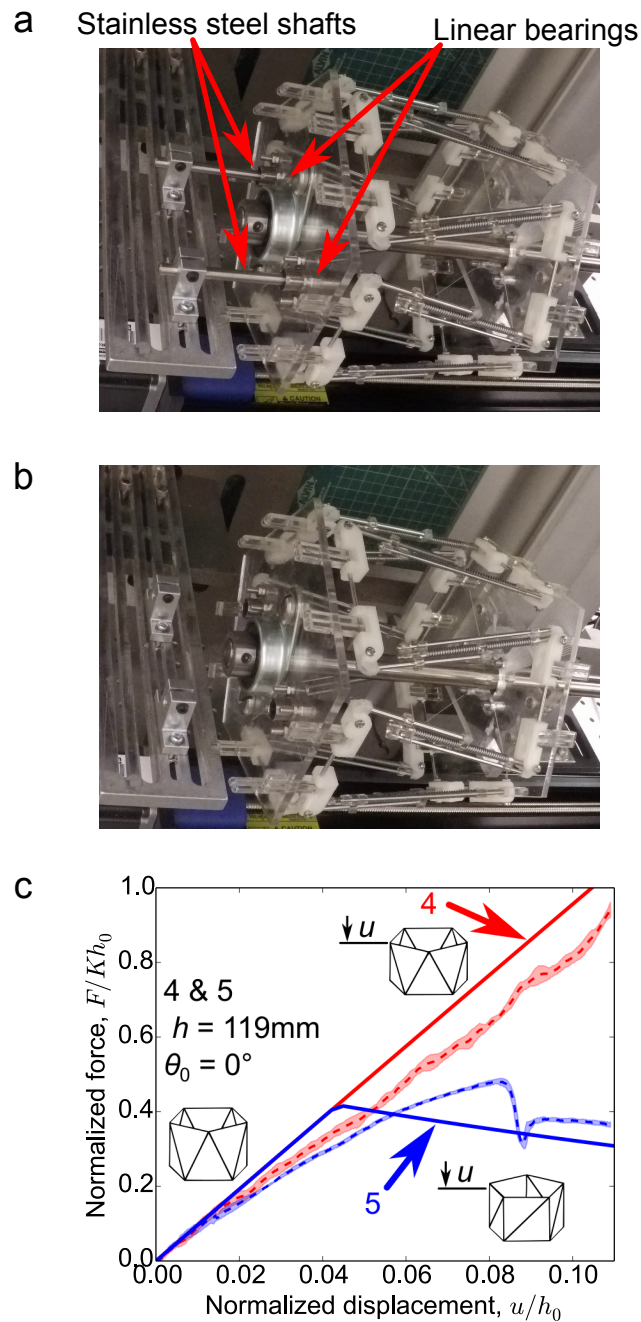 a
Stainless steel shafts
Linear bearings
CAUTION
b
CAUTION
c
Normalized force, F/Kh₀
1.0
0.8
0.6
0.4
0.2
0.0
4
u
4 & 5
h = 119mm
θ₀ = 0°
5
u
0.00 0.02 0.04 0.06 0.08 0.10
Normalized displacement, u/h₀